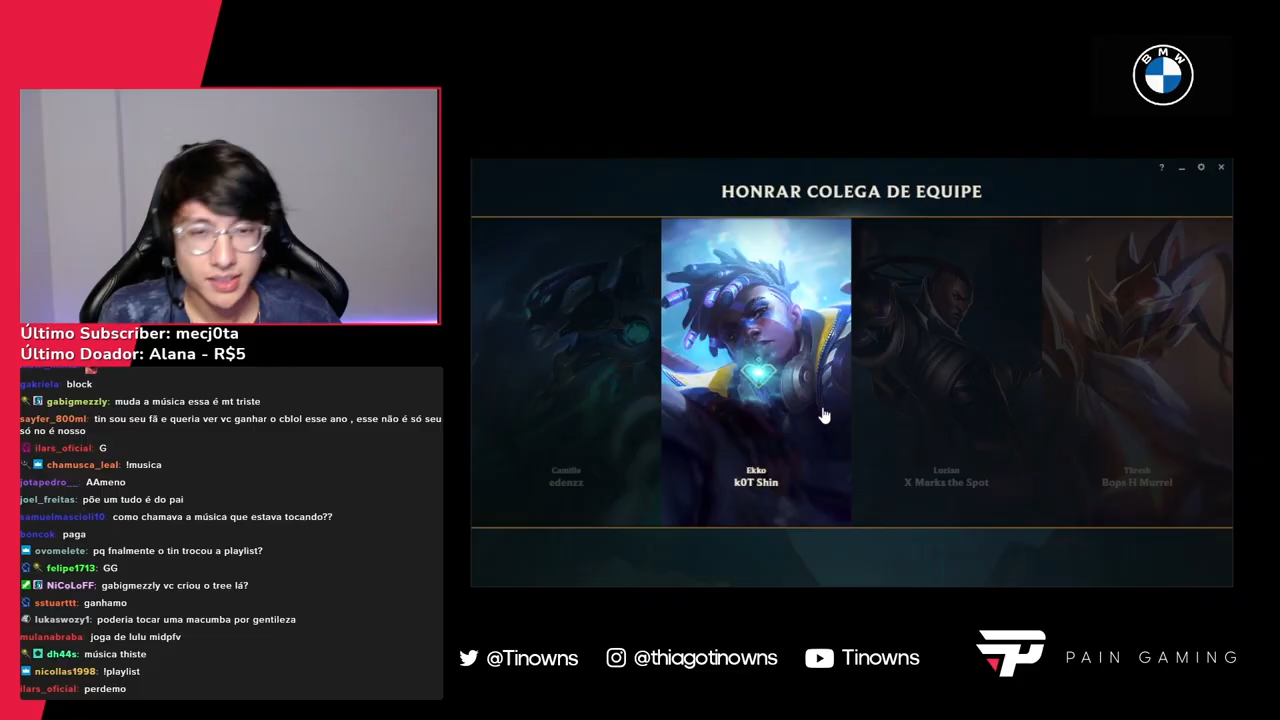 BMW
? _ ×
HONRAR COLEGA DE EQUIPE
Camille
edenzz
Ekko
k0T Shin
Lucian
X Marks the Spot
Thresh
Bops H Murrel
Último Subscriber: mecj0ta
Último Doador: Alana - R$5
gakriela: block
gabigmezzly: muda a música essa é mt triste
sayfer_800ml: tin sou seu fã e queria ver vc ganhar o cblol esse ano , esse não é só seu
só no é nosso
ilars_oficial: G
chamusca_leal: !musica
jotapedro__: AAmeno
joel_freitas: põe um tudo é do pai
samuelmascioli10: como chamava a música que estava tocando??
boncok: paga
ovomelete: pq fnalmente o tin trocou a playlist?
felipe1713: GG
NiCoLoFF: gabigmezzly vc criou o tree lá?
sstuarttt: ganhamo
lukaswozy1: poderia tocar uma macumba por gentileza
mulanabraba: joga de lulu midpfv
dh44s: música thiste
nicollas1998: !playlist
ilars_oficial: perdemo
@Tinowns @thiagotinowns Tinowns
PAIN GAMING